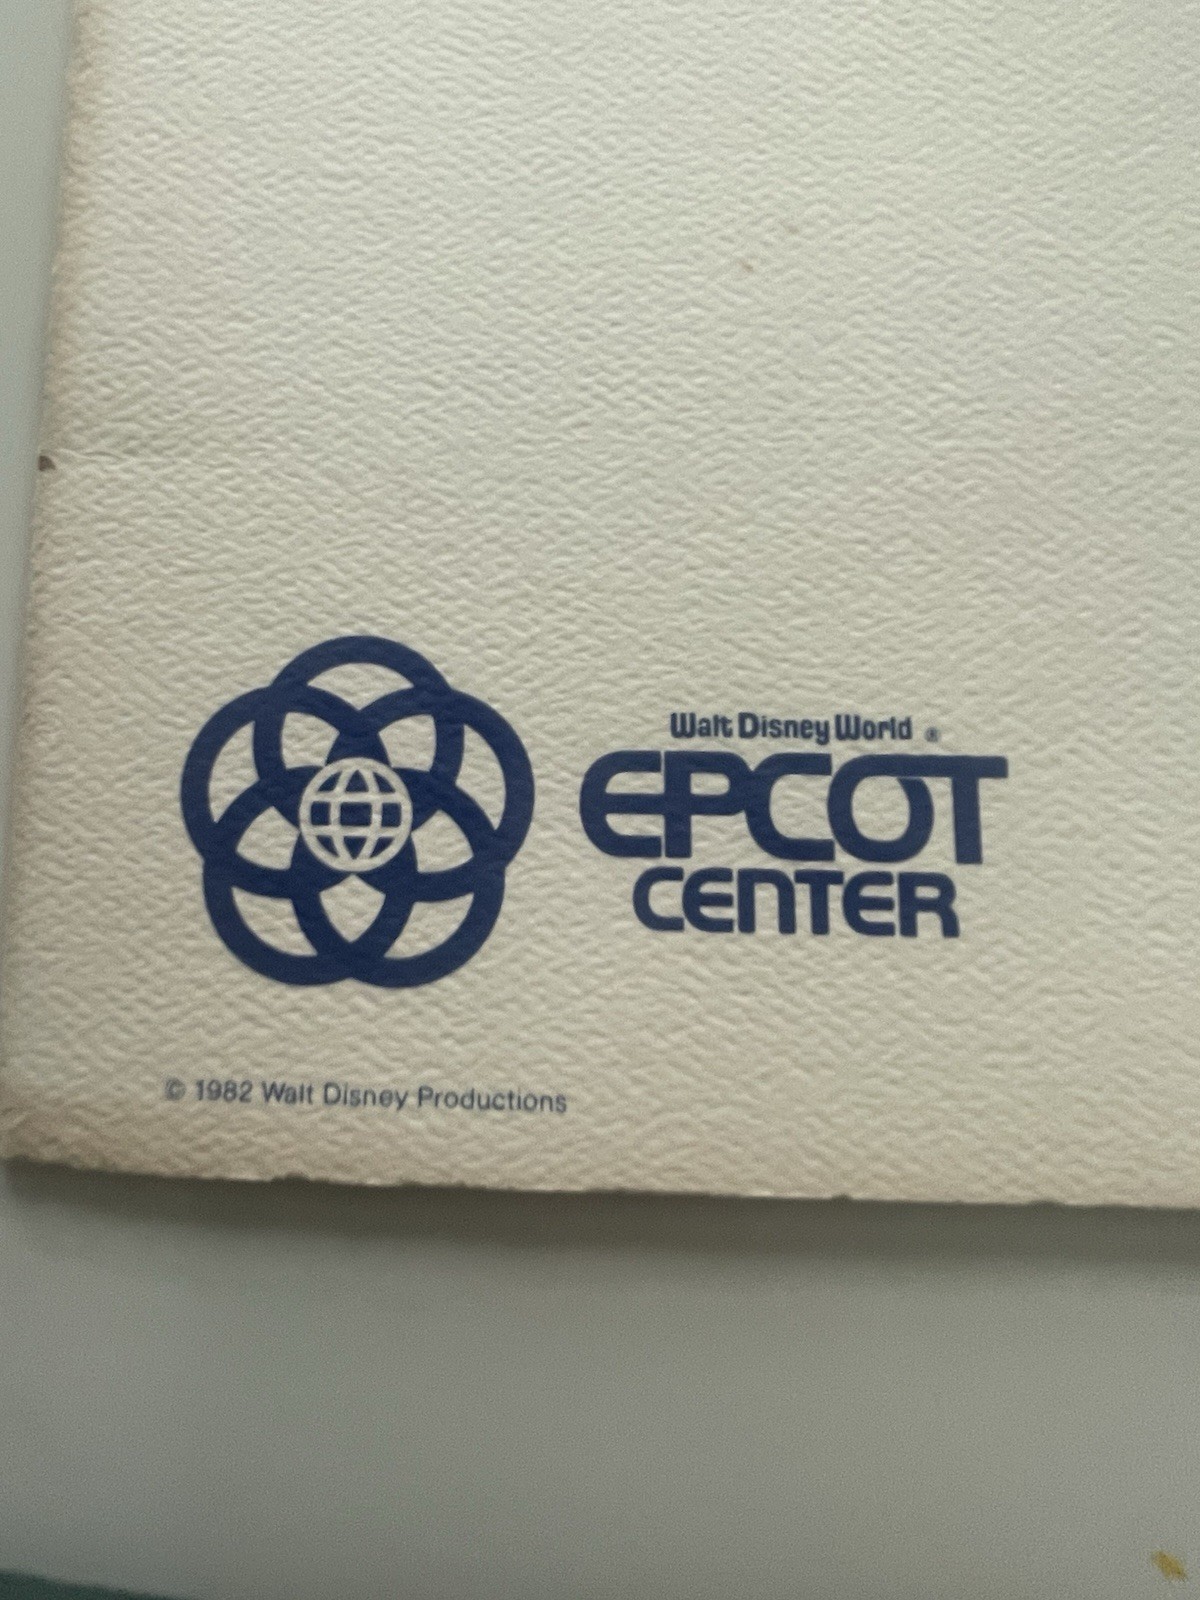 Walt Disney World ®
EPCOT
CENTER
© 1982 Walt Disney Productions